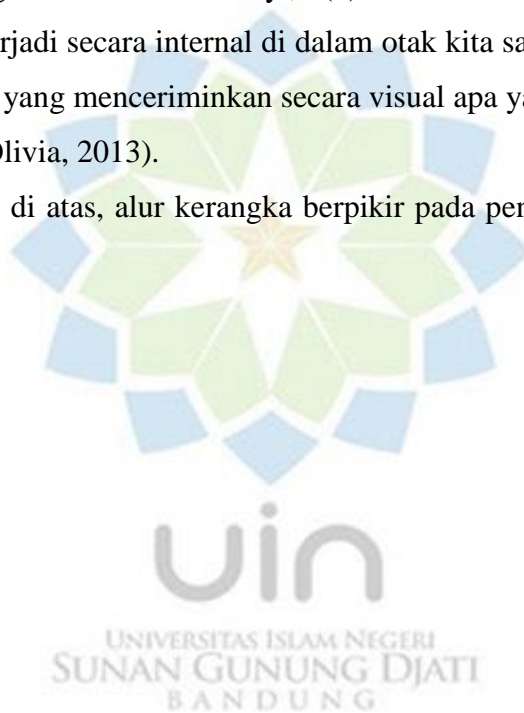 rjadi secara internal di dalam otak kita sa
yang menceriminkan secara visual apa ya
livia, 2013).
di atas, alur kerangka berpikir pada pen
uin
UNIVERSITAS ISLAM NEGERI
SUNAN GUNUNG DJATI
BANDUNG